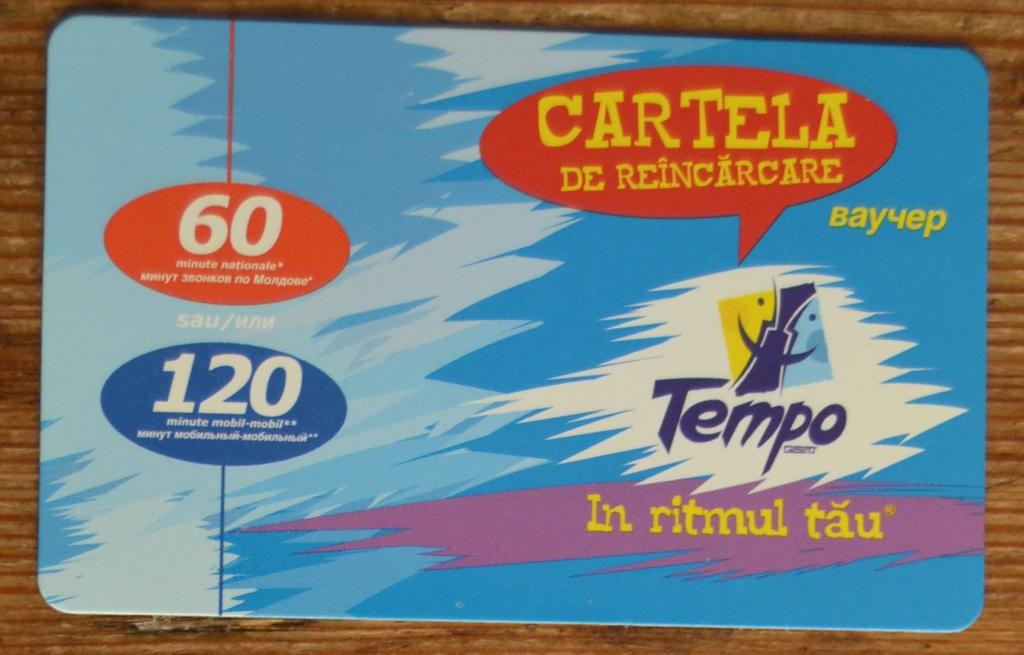 CARTELA
DE REÎNCĂRCARE
ваучер
60
minute naționale*
минут звонков по Молдове*
sau/или
120
minute mobil-mobil**
минут мобильный-мобильный**
Tempo
GSM
In ritmul tău®